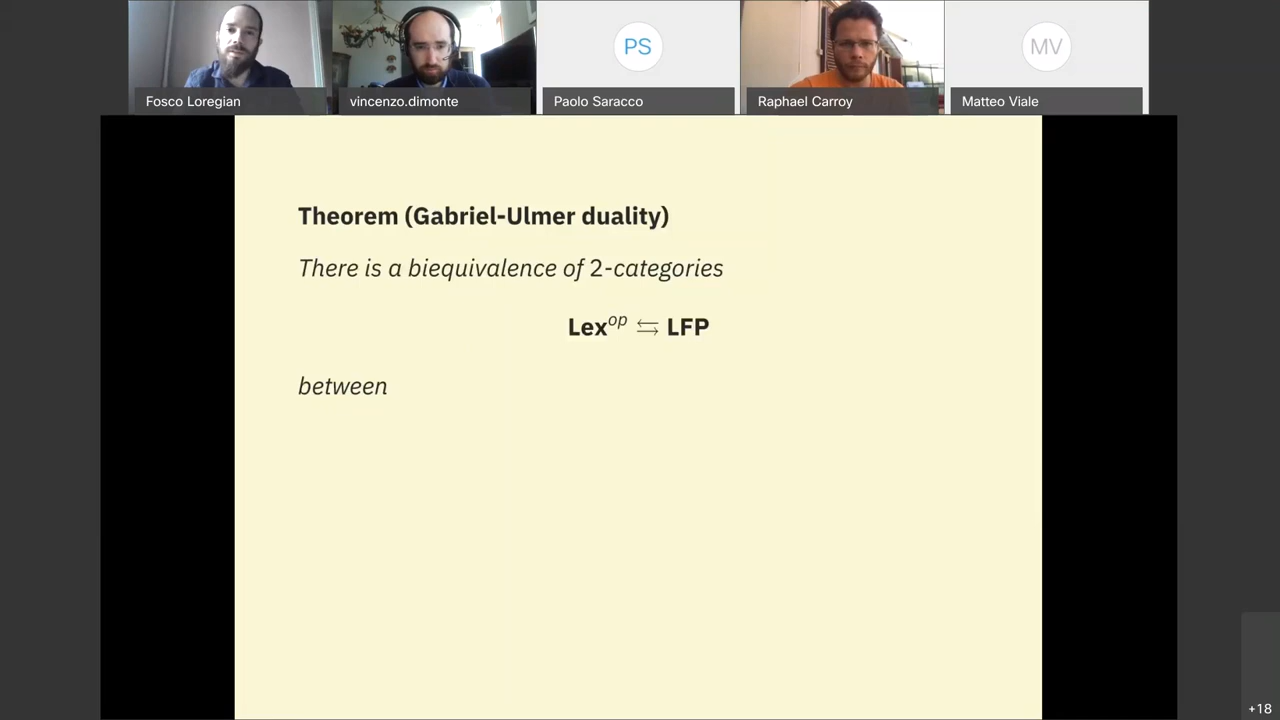 PS
MV
Fosco Loregian
vincenzo.dimonte
Paolo Saracco
Raphael Carroy
Matteo Viale
Theorem (Gabriel-Ulmer duality)
There is a biequivalence of 2-categories
Lex^op ⇆ LFP
between
+18